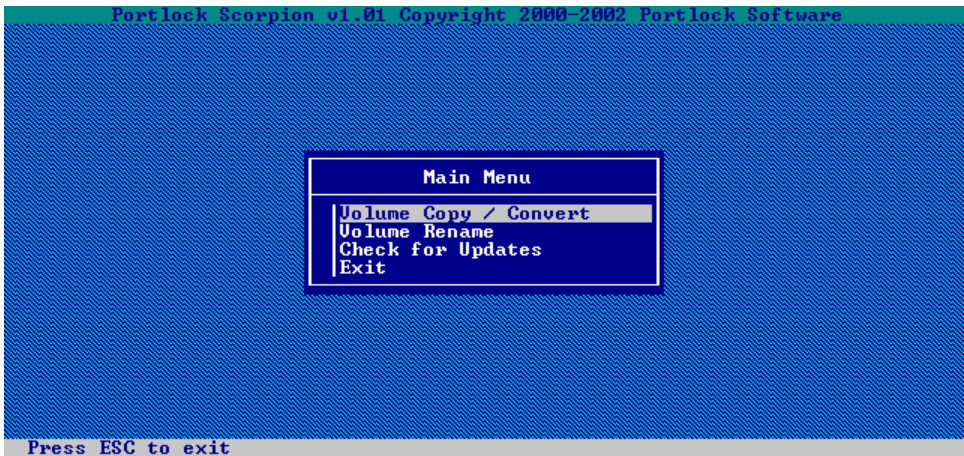 Portlock Scorpion v1.01 Copyright 2000-2002 Portlock Software
Main Menu
Volume Copy / Convert
Volume Rename
Check for Updates
Exit
Press ESC to exit